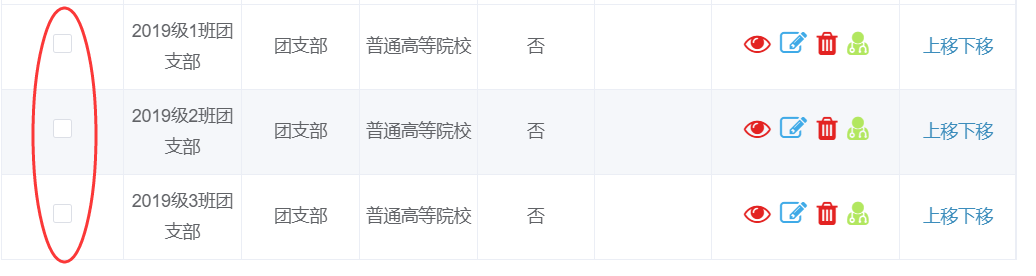 2019级1班团
支部
团支部
普通高等院校
否
上移下移
2019级2班团
支部
团支部
普通高等院校
否
上移下移
2019级3班团
支部
团支部
普通高等院校
否
上移下移